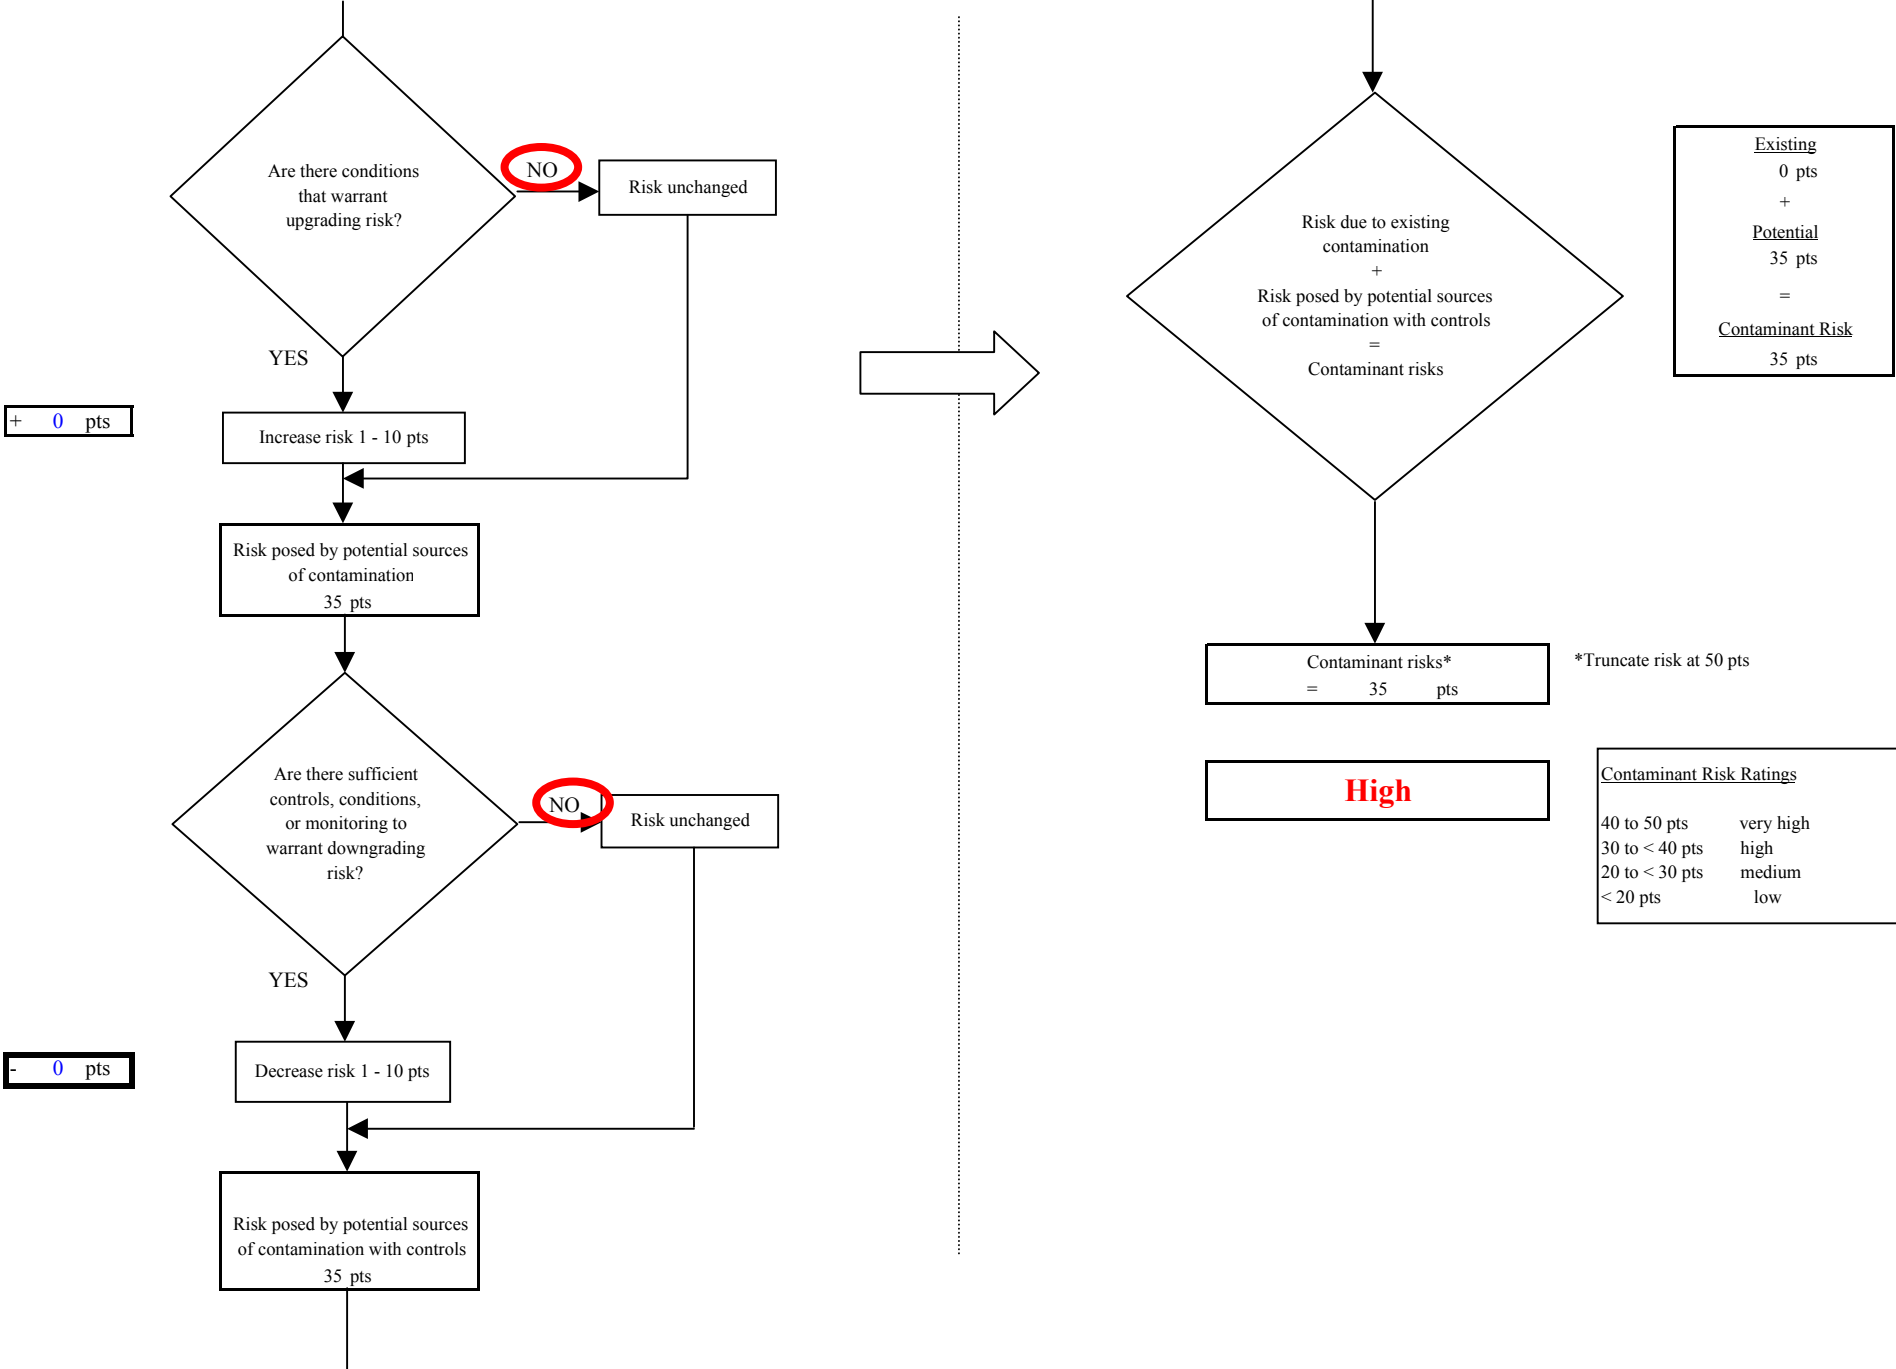 Are there conditions
that warrant
upgrading risk?
NO
Risk unchanged
YES
+ 0 pts
Increase risk 1 - 10 pts
Risk posed by potential sources
of contamination
35 pts
Are there sufficient
controls, conditions,
or monitoring to
warrant downgrading
risk?
NO
Risk unchanged
YES
- 0 pts
Decrease risk 1 - 10 pts
Risk posed by potential sources
of contamination with controls
35 pts
Risk due to existing
contamination
+
Risk posed by potential sources
of contamination with controls
=
Contaminant risks
Existing
0 pts
+
Potential
35 pts
=
Contaminant Risk
35 pts
Contaminant risks*
= 35 pts
*Truncate risk at 50 pts
High
Contaminant Risk Ratings
40 to 50 pts very high
30 to < 40 pts high
20 to < 30 pts medium
< 20 pts low